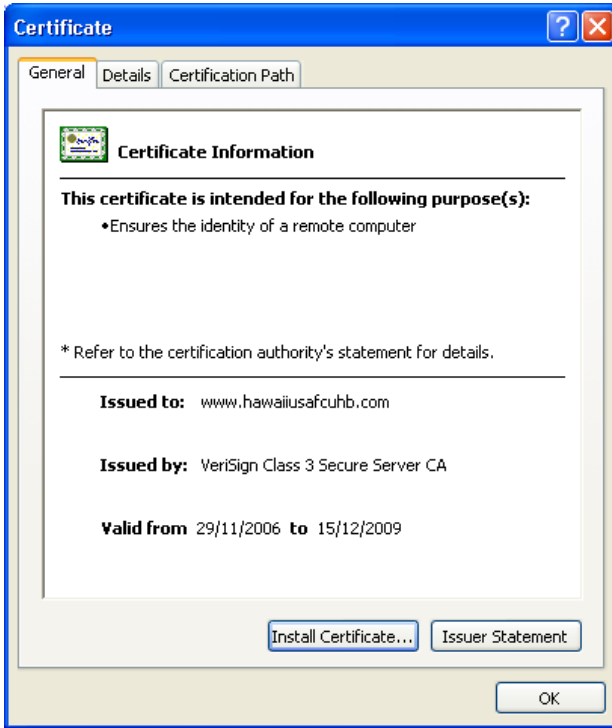 Certificate
General Details Certification Path
Certificate Information
This certificate is intended for the following purpose(s):
•Ensures the identity of a remote computer
* Refer to the certification authority's statement for details.
Issued to: www.hawaiiusafcuhb.com
Issued by: VeriSign Class 3 Secure Server CA
Valid from 29/11/2006 to 15/12/2009
Install Certificate... Issuer Statement
OK